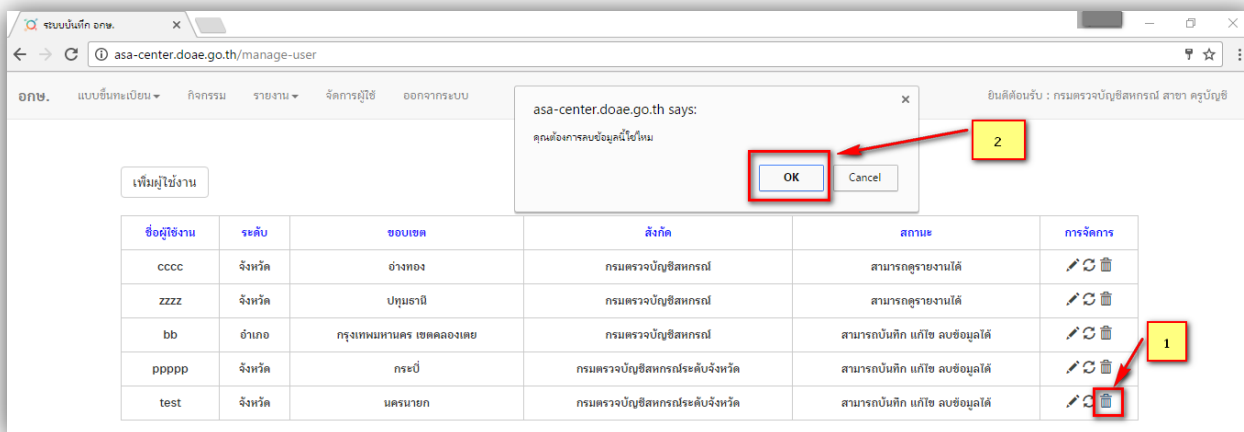 ระบบบันทึก อกษ.
asa-center.doae.go.th/manage-user
อกษ. แบบขึ้นทะเบียน กิจกรรม รายงาน จัดการผู้ใช้ ออกจากระบบ
ยินดีต้อนรับ : กรมตรวจบัญชีสหกรณ์ สาขา ครูบัญชี
asa-center.doae.go.th says:
คุณต้องการลบข้อมูลนี้ใช่ไหม
OK Cancel
2
เพิ่มผู้ใช้งาน
ชื่อผู้ใช้งาน ระดับ ขอบเขต สังกัด สถานะ การจัดการ
cccc จังหวัด อ่างทอง กรมตรวจบัญชีสหกรณ์ สามารถดูรายงานได้
zzzz จังหวัด ปทุมธานี กรมตรวจบัญชีสหกรณ์ สามารถดูรายงานได้
bb อำเภอ กรุงเทพมหานคร เขตคลองเตย กรมตรวจบัญชีสหกรณ์ สามารถบันทึก แก้ไข ลบข้อมูลได้
1
ppppp จังหวัด กระบี่ กรมตรวจบัญชีสหกรณ์ระดับจังหวัด สามารถบันทึก แก้ไข ลบข้อมูลได้
test จังหวัด นครนายก กรมตรวจบัญชีสหกรณ์ระดับจังหวัด สามารถบันทึก แก้ไข ลบข้อมูลได้